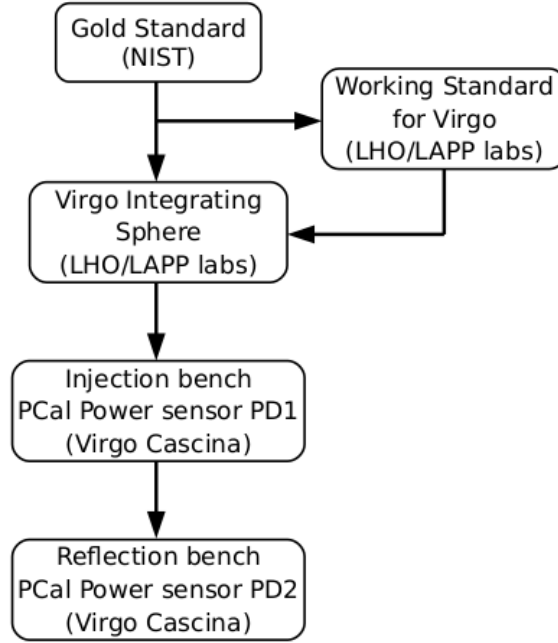 Gold Standard
(NIST)
Working Standard
for Virgo
(LHO/LAPP labs)
Virgo Integrating
Sphere
(LHO/LAPP labs)
Injection bench
PCal Power sensor PD1
(Virgo Cascina)
Reflection bench
PCal Power sensor PD2
(Virgo Cascina)